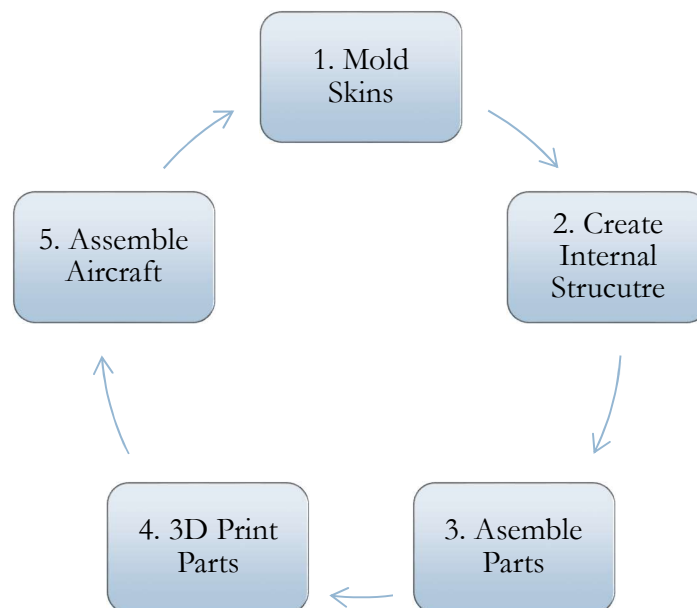 1. Mold
Skins
2. Create
Internal
Strucutre
3. Asemble
Parts
4. 3D Print
Parts
5. Assemble
Aircraft